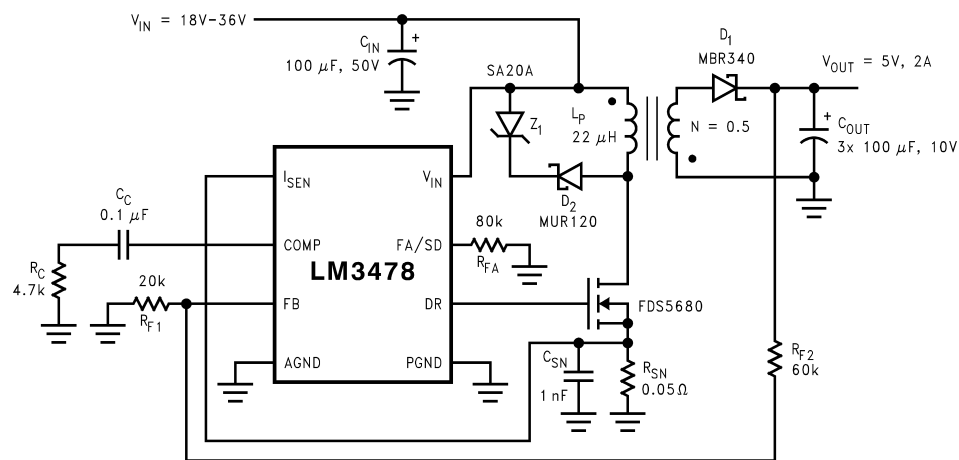 V_IN = 18V-36V
C_IN
100 μF, 50V
+
SA20A
Z_1
L_P
22 μH
D_1
MBR340
V_OUT = 5V, 2A
N = 0.5
+
C_OUT
3x 100 μF, 10V
D_2
MUR120
I_SEN
V_IN
C_C
0.1 μF
COMP
FA/SD
80k
R_FA
R_C
4.7k
LM3478
20k
R_F1
FB
DR
FDS5680
AGND
PGND
C_SN
1 nF
R_SN
0.05Ω
R_F2
60k